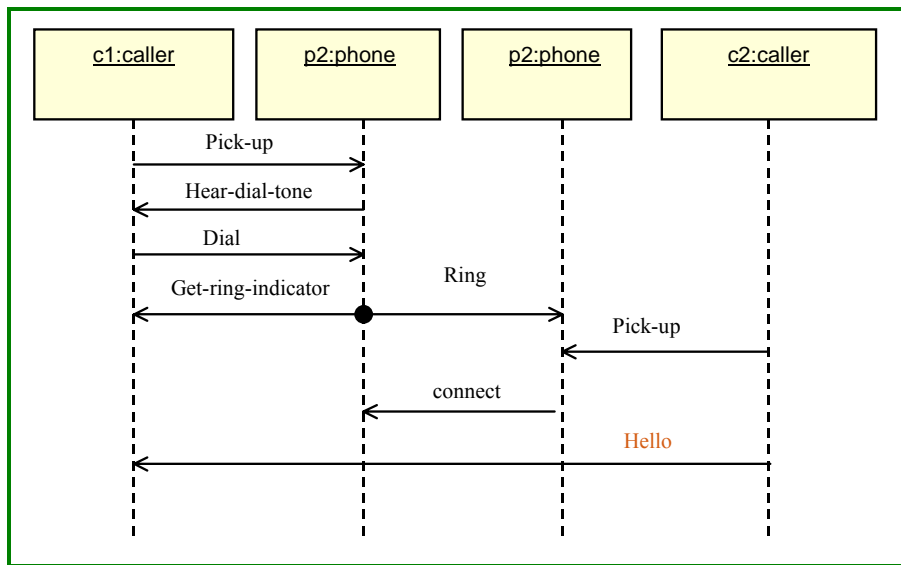 c1:caller
p2:phone
p2:phone
c2:caller
Pick-up
Hear-dial-tone
Dial
Get-ring-indicator
Ring
Pick-up
connect
Hello